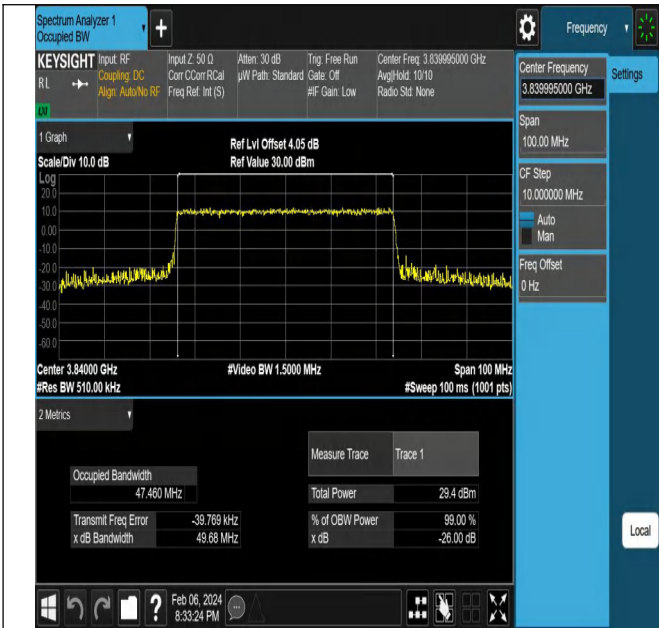 Spectrum Analyzer 1
Occupied BW
Frequency
KEYSIGHT
RL
LXI
Input: RF
Coupling: DC
Align: Auto/No RF
Input Z: 50 Ω
Corr CCorr RCal
Freq Ref: Int (S)
Atten: 30 dB
µW Path: Standard
Trig: Free Run
Gate: Off
#IF Gain: Low
Center Freq: 3.839995000 GHz
Avg|Hold: 10/10
Radio Std: None
Center Frequency
3.839995000 GHz
Settings
Span
100.00 MHz
CF Step
10.000000 MHz
Auto
Man
Freq Offset
0 Hz
1 Graph
Scale/Div 10.0 dB
Ref Lvl Offset 4.05 dB
Ref Value 30.00 dBm
Log
20.0
10.0
0.00
-10.0
-20.0
-30.0
-40.0
-50.0
-60.0
Center 3.84000 GHz
#Video BW 1.5000 MHz
Span 100 MHz
#Res BW 510.00 kHz
#Sweep 100 ms (1001 pts)
2 Metrics
Measure Trace
Trace 1
Occupied Bandwidth
47.460 MHz
Total Power
29.4 dBm
Transmit Freq Error
-39.769 kHz
% of OBW Power
99.00 %
x dB Bandwidth
49.68 MHz
x dB
-26.00 dB
Local
Feb 06, 2024
8:33:24 PM